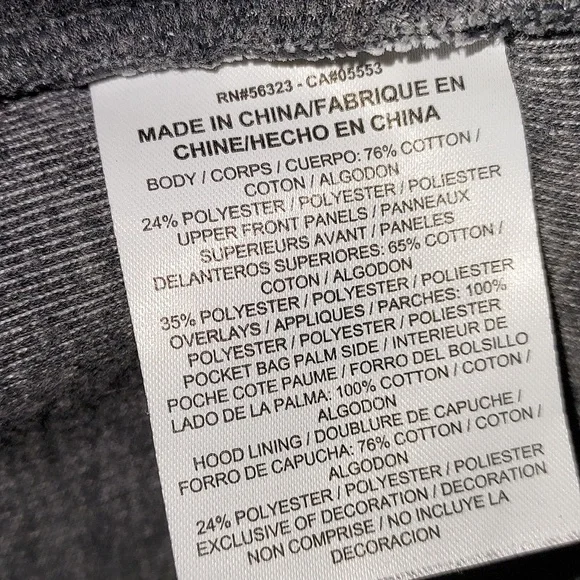 RN#56323 - CA#05553
MADE IN CHINA/FABRIQUE EN
CHINE/HECHO EN CHINA
BODY / CORPS / CUERPO: 76% COTTON /
COTON / ALGODON
24% POLYESTER / POLYESTER / POLIESTER
UPPER FRONT PANELS / PANNEAUX
SUPERIEURS AVANT / PANELES
DELANTEROS SUPERIORES: 65% COTTON /
COTON / ALGODON
35% POLYESTER / POLYESTER / POLIESTER
OVERLAYS / APPLIQUES / PARCHES: 100%
POLYESTER / POLYESTER / POLIESTER
POCKET BAG PALM SIDE / INTERIEUR DE
POCHE COTE PAUME / FORRO DEL BOLSILLO
LADO DE LA PALMA: 100% COTTON / COTON /
ALGODON
HOOD LINING / DOUBLURE DE CAPUCHE /
FORRO DE CAPUCHA: 76% COTTON / COTON /
ALGODON
24% POLYESTER / POLYESTER / POLIESTER
EXCLUSIVE OF DECORATION / DECORATION
NON COMPRISE / NO INCLUYE LA
DECORACION